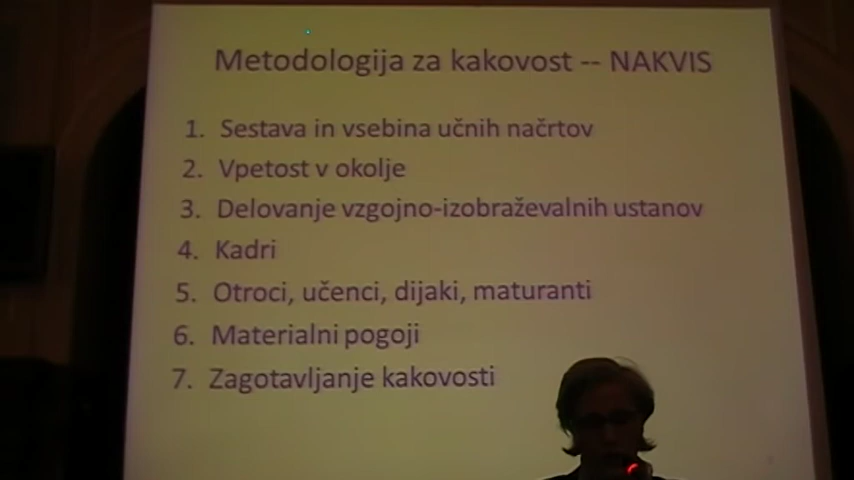 Metodologija za kakovost -- NAKVIS
1. Sestava in vsebina učnih načrtov
2. Vpetost v okolje
3. Delovanje vzgojno-izobraževalnih ustanov
4. Kadri
5. Otroci, učenci, dijaki, maturanti
6. Materialni pogoji
7. Zagotavljanje kakovosti